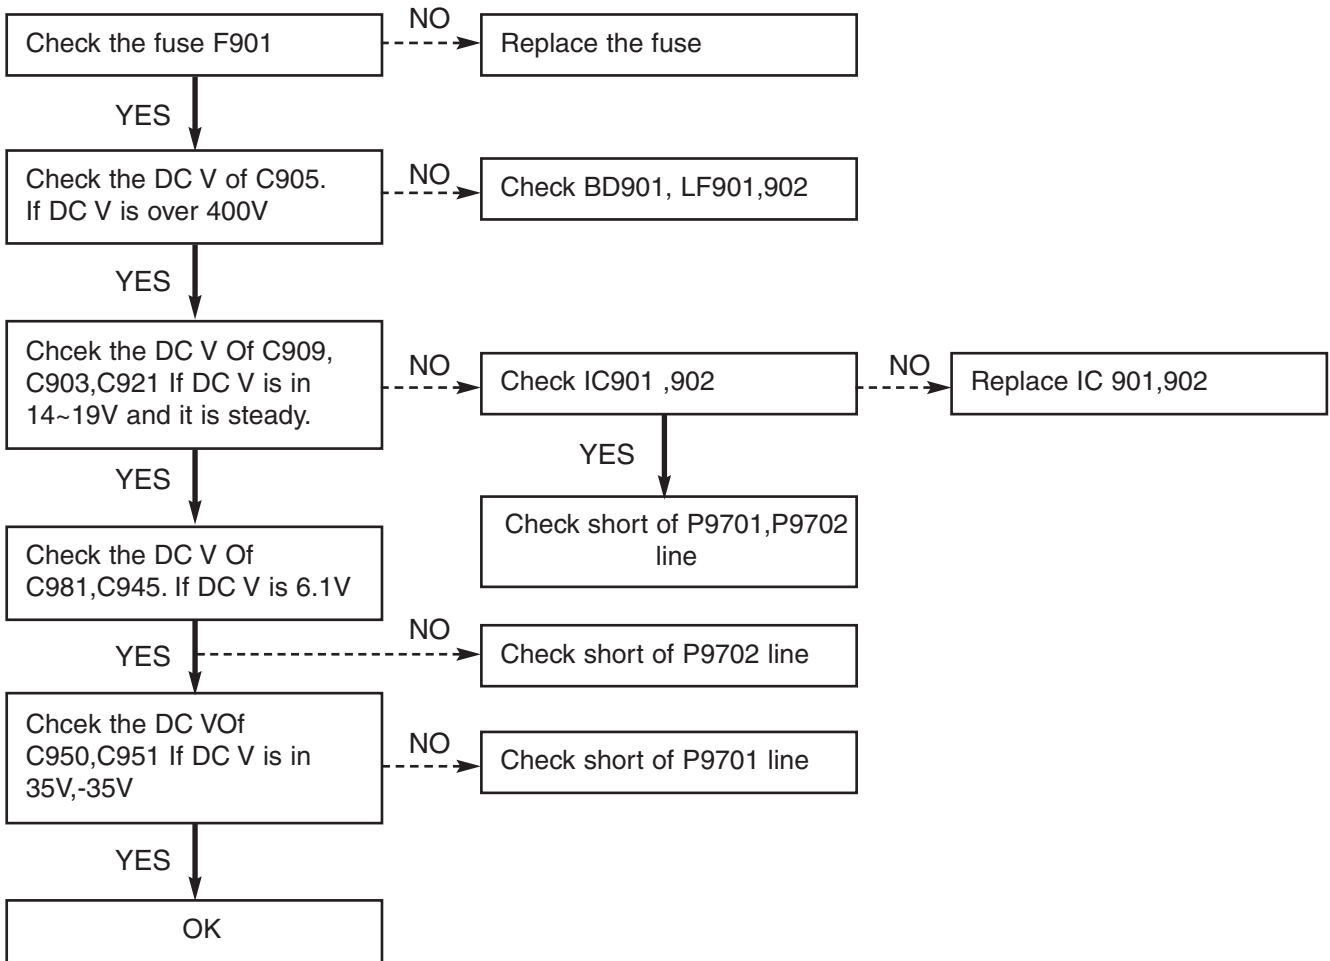 Check the fuse F901
NO
Replace the fuse
YES
Check the DC V of C905.
If DC V is over 400V
NO
Check BD901, LF901,902
YES
Chcek the DC V Of C909,
C903,C921 If DC V is in
14~19V and it is steady.
NO
Check IC901 ,902
NO
Replace IC 901,902
YES
Check short of P9701,P9702
line
YES
Check the DC V Of
C981,C945. If DC V is 6.1V
NO
Check short of P9702 line
YES
Chcek the DC VOf
C950,C951 If DC V is in
35V,-35V
NO
Check short of P9701 line
YES
OK